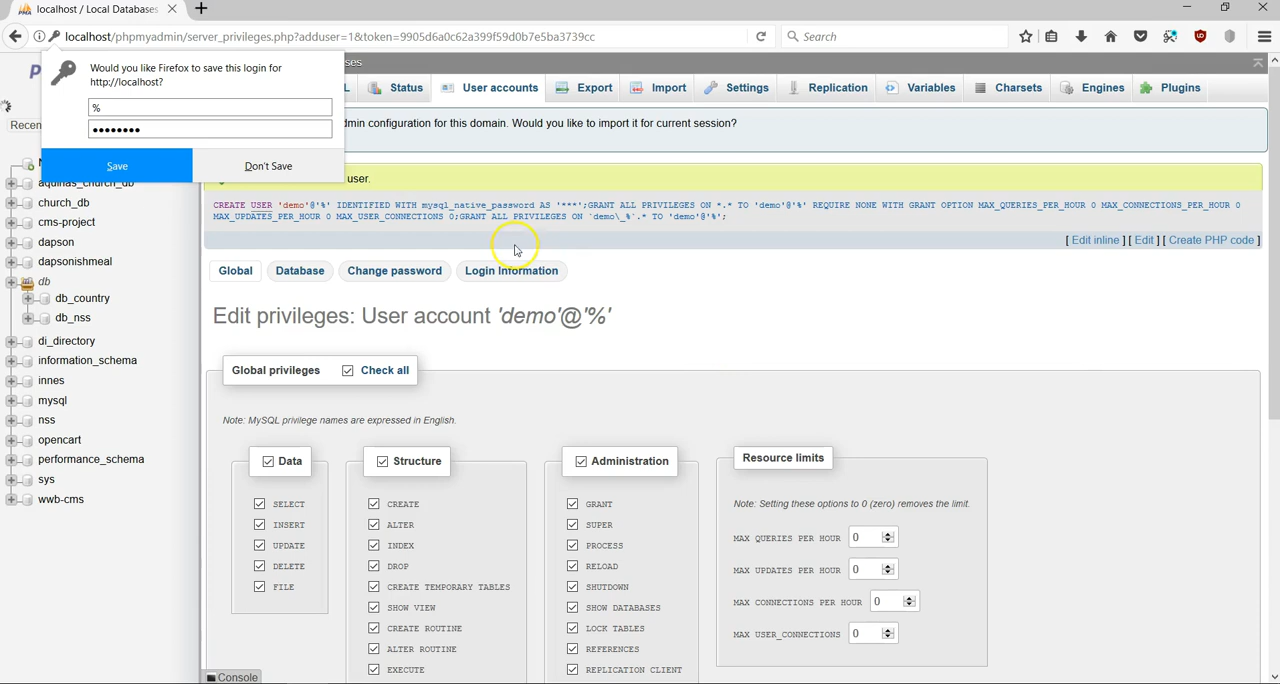 localhost / Local Databases
localhost/phpmyadmin/server_privileges.php?adduser=1&token=9905d6a0c62a399f59d0b7e5ba3739cc
Search
Would you like Firefox to save this login for
http://localhost?
%
Save
Don't Save
Status
User accounts
Export
Import
Settings
Replication
Variables
Charsets
Engines
Plugins
dmin configuration for this domain. Would you like to import it for current session?
user.
CREATE USER 'demo'@'%' IDENTIFIED WITH mysql_native_password AS '***';GRANT ALL PRIVILEGES ON *.* TO 'demo'@'%' REQUIRE NONE WITH GRANT OPTION MAX_QUERIES_PER_HOUR 0 MAX_CONNECTIONS_PER_HOUR 0
MAX_UPDATES_PER_HOUR 0 MAX_USER_CONNECTIONS 0;GRANT ALL PRIVILEGES ON `demo\_%`.* TO 'demo'@'%';
[ Edit inline ] [ Edit ] [ Create PHP code ]
Recen
aquinas_church_db
church_db
cms-project
dapson
dapsonishmeal
db
db_country
db_nss
di_directory
information_schema
innes
mysql
nss
opencart
performance_schema
sys
wwb-cms
Global
Database
Change password
Login Information
Edit privileges: User account 'demo'@'%'
Global privileges
Check all
Note: MySQL privilege names are expressed in English.
Data
SELECT
INSERT
UPDATE
DELETE
FILE
Structure
CREATE
ALTER
INDEX
DROP
CREATE TEMPORARY TABLES
SHOW VIEW
CREATE ROUTINE
ALTER ROUTINE
EXECUTE
Administration
GRANT
SUPER
PROCESS
RELOAD
SHUTDOWN
SHOW DATABASES
LOCK TABLES
REFERENCES
REPLICATION CLIENT
Resource limits
Note: Setting these options to 0 (zero) removes the limit.
MAX QUERIES PER HOUR 0
MAX UPDATES PER HOUR 0
MAX CONNECTIONS PER HOUR 0
MAX USER_CONNECTIONS 0
Console